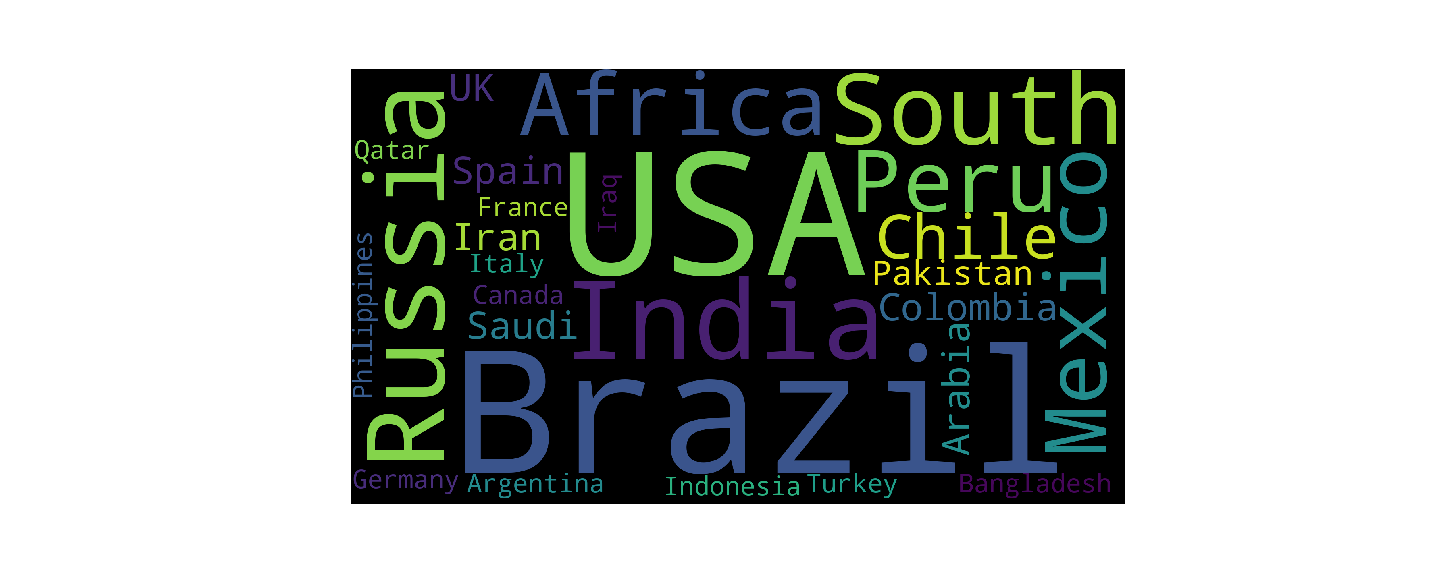 UK
Africa
South
Russia
Qatar
Spain
Iraq
USA
Peru
Mexico
France
Iran
Chile
Italy
Pakistan
Philippines
Canada
India
Colombia
Saudi
Arabia
Brazil
Germany
Argentina
Indonesia
Turkey
Bangladesh